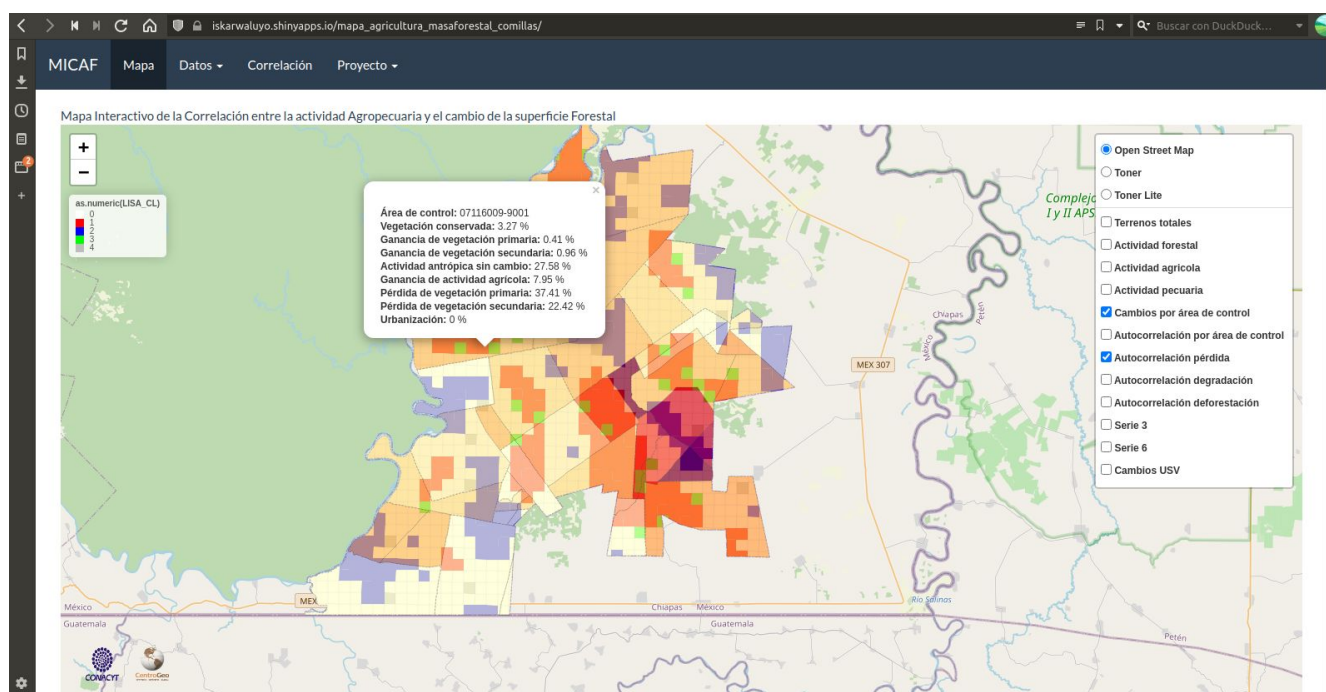 iskarwaluyo.shinyapps.io/mapa_agricultura_masaforestal_comillas/
Buscar con DuckDuck...
MICAF Mapa Datos Correlación Proyecto
2
Mapa Interactivo de la Correlación entre la actividad Agropecuaria y el cambio de la superficie Forestal
+
−
as.numeric(LISA_CL)
0
1
2
3
4
×
Área de control: 07116009-9001
Vegetación conservada: 3.27 %
Ganancia de vegetación primaria: 0.41 %
Ganancia de vegetación secundaria: 0.96 %
Actividad antrópica sin cambio: 27.58 %
Ganancia de actividad agrícola: 7.95 %
Pérdida de vegetación primaria: 37.41 %
Pérdida de vegetación secundaria: 22.42 %
Urbanización: 0 %
Open Street Map
Toner
Toner Lite
Terrenos totales
Actividad forestal
Actividad agricola
Actividad pecuaria
Cambios por área de control
Autocorrelación por área de control
Autocorrelación pérdida
Autocorrelación degradación
Autocorrelación deforestación
Serie 3
Serie 6
Cambios USV
Complejo
I y II APS
Chiapas
Petén
México
MEX 307
MEX
Río Salinas
México
Chiapas México
Guatemala
Guatemala
Petén
CONACYT
CentroGeo